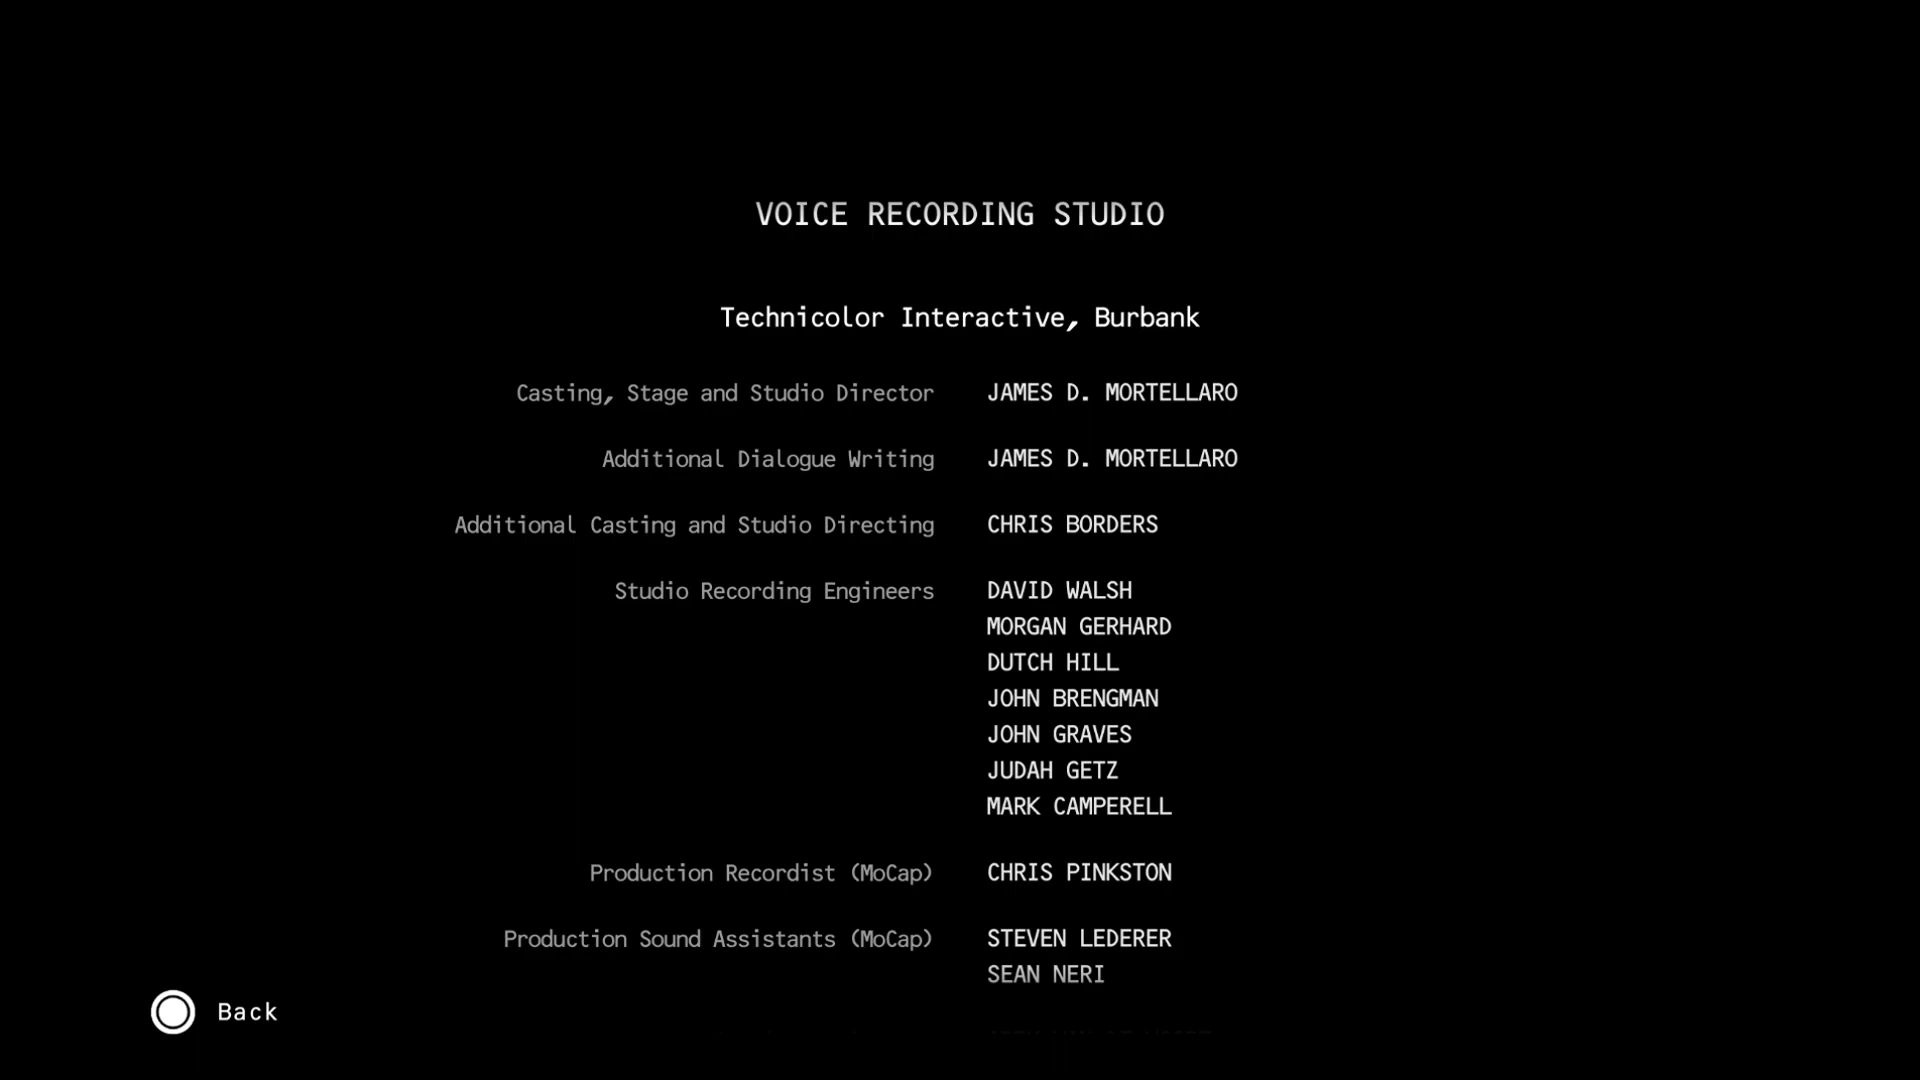 VOICE RECORDING STUDIO
Technicolor Interactive, Burbank
Casting, Stage and Studio Director JAMES D. MORTELLARO
Additional Dialogue Writing JAMES D. MORTELLARO
Additional Casting and Studio Directing CHRIS BORDERS
Studio Recording Engineers DAVID WALSH
MORGAN GERHARD
DUTCH HILL
JOHN BRENGMAN
JOHN GRAVES
JUDAH GETZ
MARK CAMPERELL
Production Recordist (MoCap) CHRIS PINKSTON
Production Sound Assistants (MoCap) STEVEN LEDERER
SEAN NERI
Back